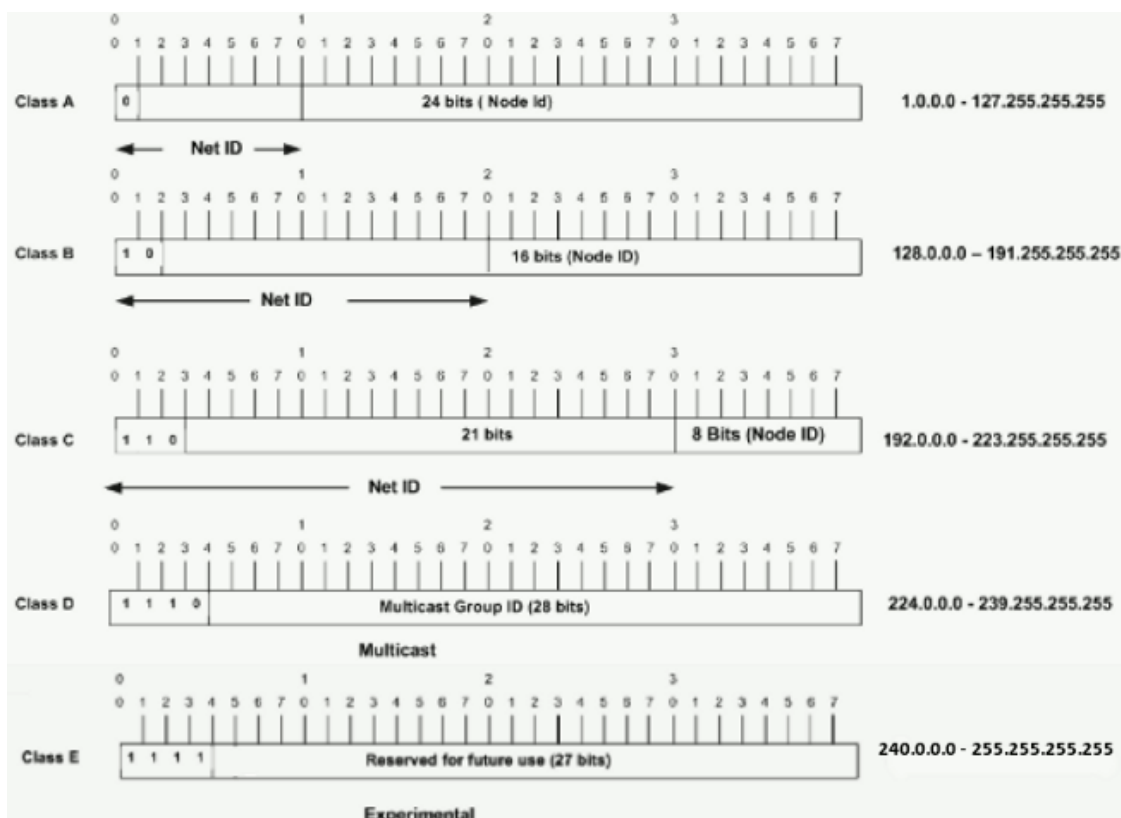 0 1 2 3
0 1 2 3 4 5 6 7 0 1 2 3 4 5 6 7 0 1 2 3 4 5 6 7 0 1 2 3 4 5 6 7
Class A 0 24 bits ( Node Id) 1.0.0.0 - 127.255.255.255
Net ID
0 1 2 3
0 1 2 3 4 5 6 7 0 1 2 3 4 5 6 7 0 1 2 3 4 5 6 7 0 1 2 3 4 5 6 7
Class B 1 0 16 bits (Node ID) 128.0.0.0 – 191.255.255.255
Net ID
0 1 2 3
0 1 2 3 4 5 6 7 0 1 2 3 4 5 6 7 0 1 2 3 4 5 6 7 0 1 2 3 4 5 6 7
Class C 1 1 0 21 bits 8 Bits (Node ID) 192.0.0.0 - 223.255.255.255
Net ID
0 1 2 3
0 1 2 3 4 5 6 7 0 1 2 3 4 5 6 7 0 1 2 3 4 5 6 7 0 1 2 3 4 5 6 7
Class D 1 1 1 0 Multicast Group ID (28 bits) 224.0.0.0 - 239.255.255.255
Multicast
0 1 2 3
0 1 2 3 4 5 6 7 0 1 2 3 4 5 6 7 0 1 2 3 4 5 6 7 0 1 2 3 4 5 6 7
Class E 1 1 1 1 Reserved for future use (27 bits) 240.0.0.0 - 255.255.255.255
Experimental